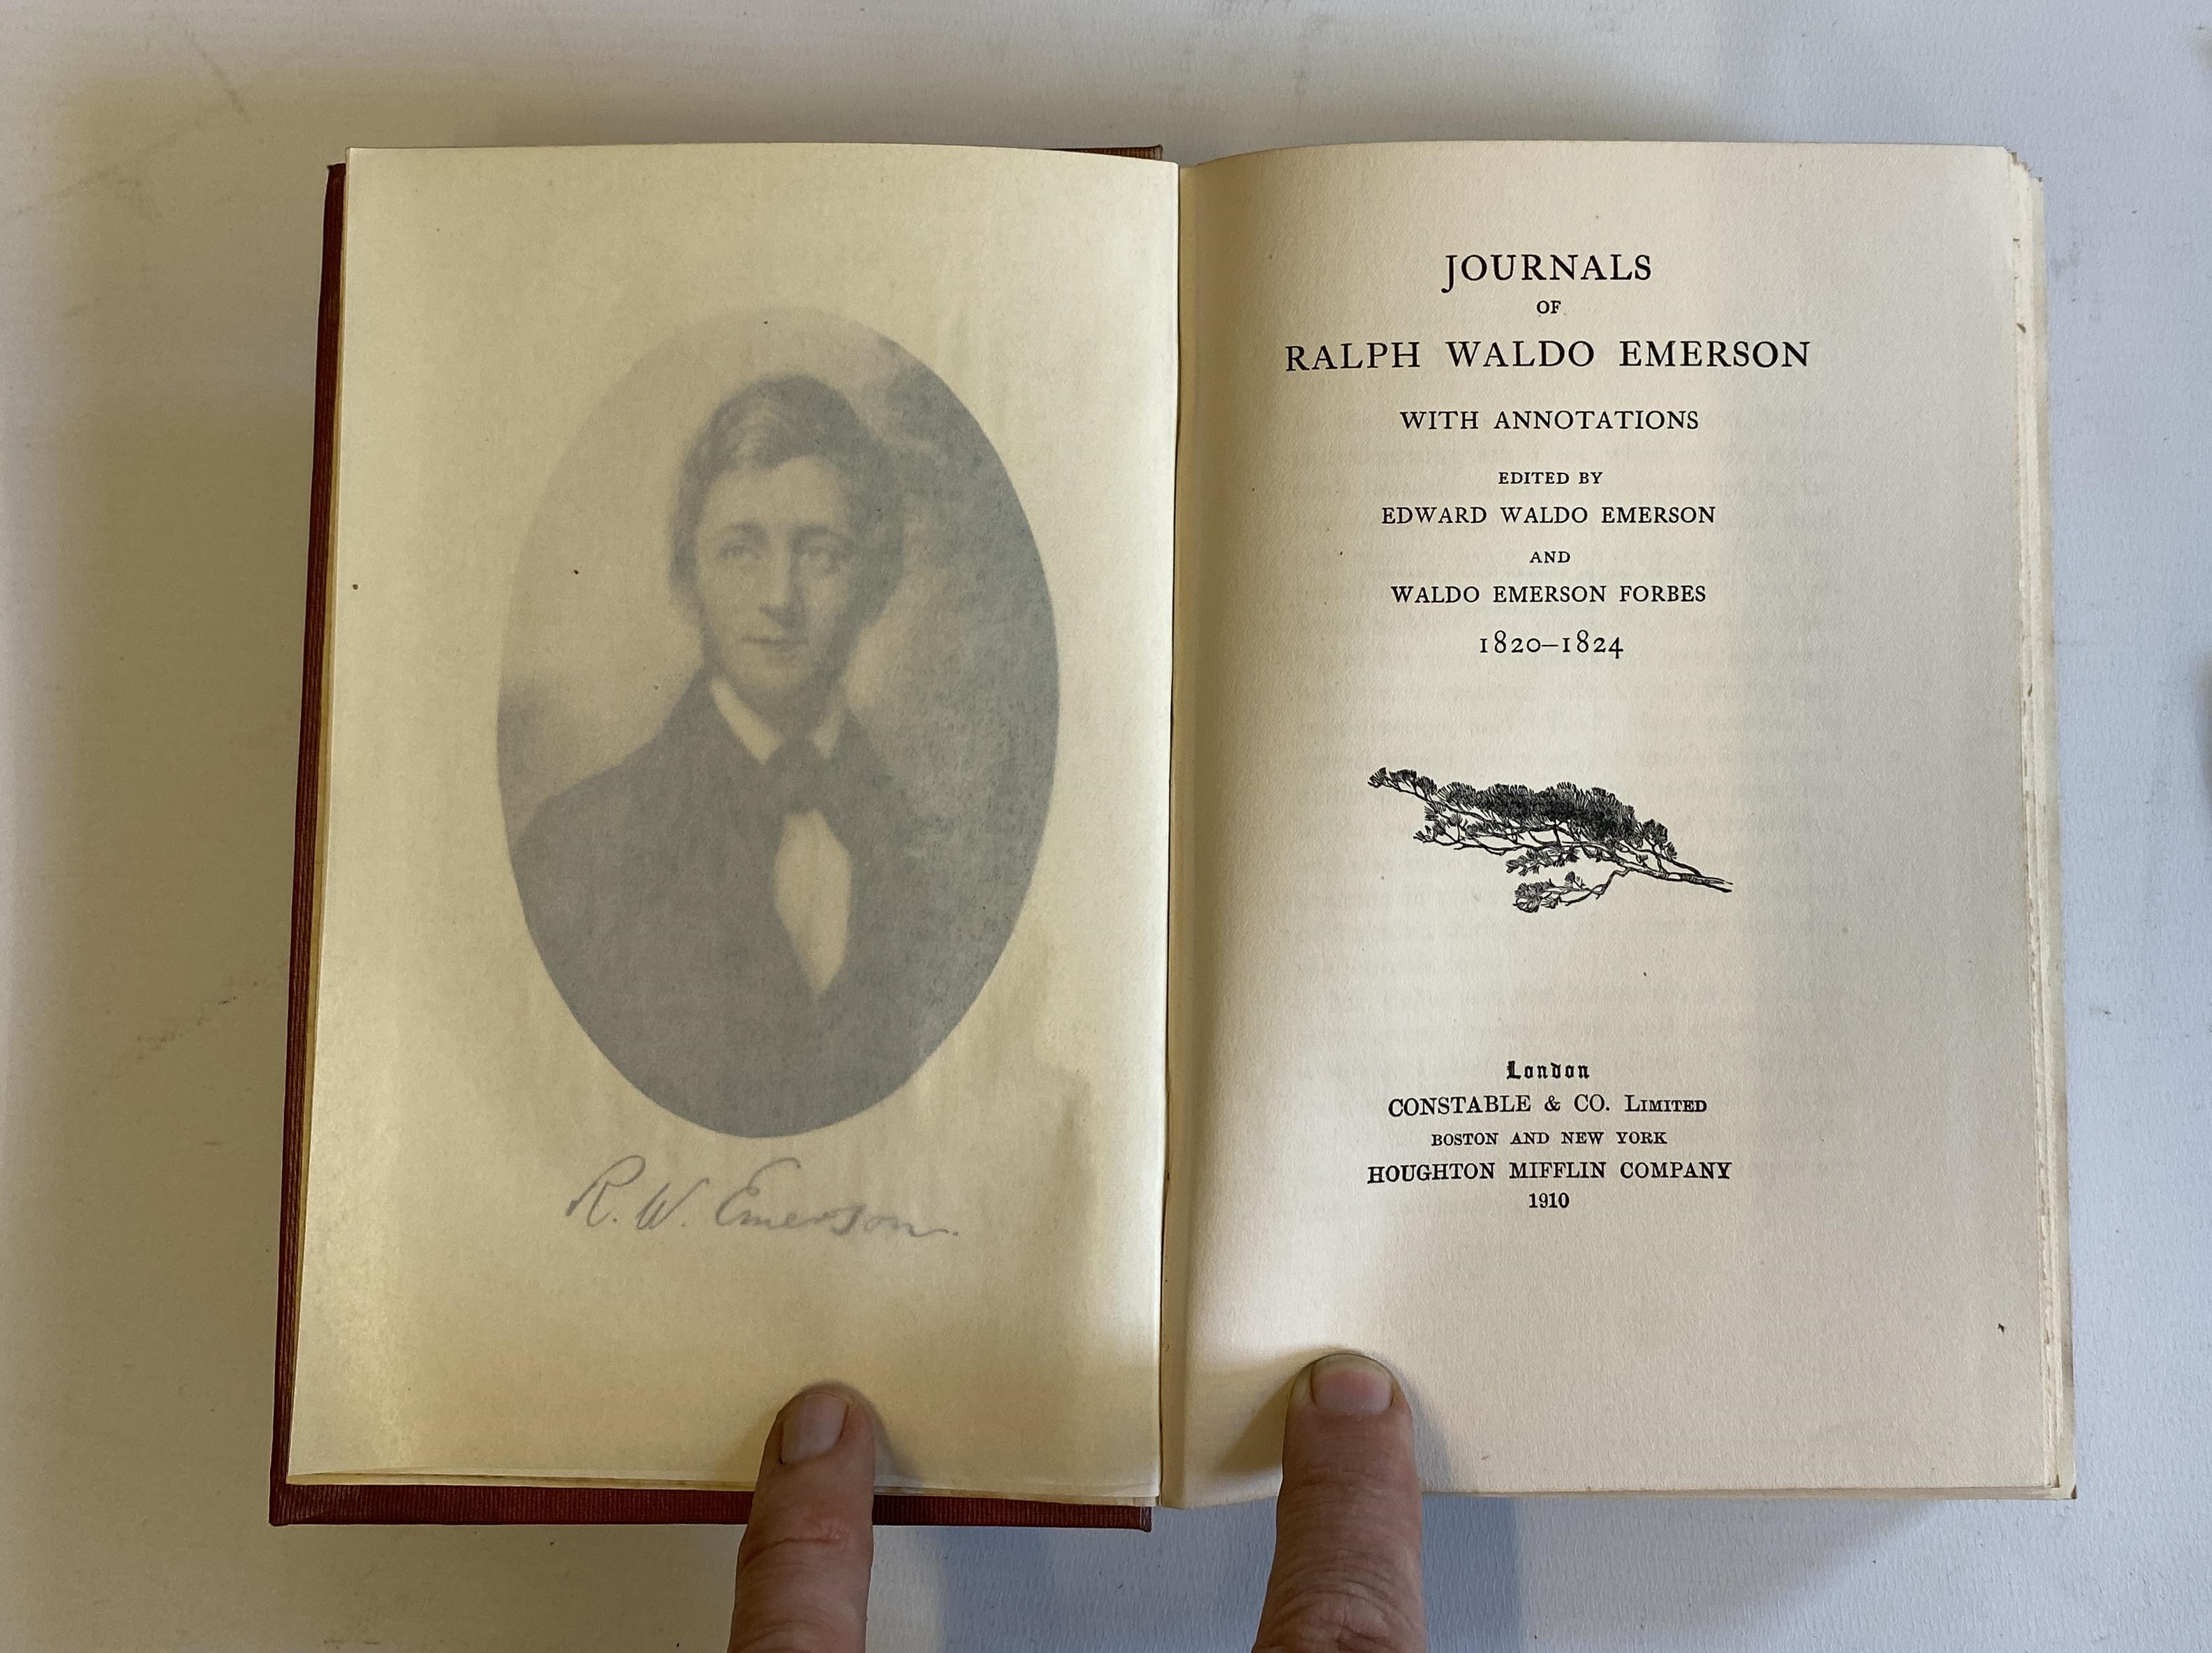 R. W. Emerson.
JOURNALS
OF
RALPH WALDO EMERSON
WITH ANNOTATIONS
EDITED BY
EDWARD WALDO EMERSON
AND
WALDO EMERSON FORBES
1820–1824
London
CONSTABLE & CO. LIMITED
BOSTON AND NEW YORK
HOUGHTON MIFFLIN COMPANY
1910